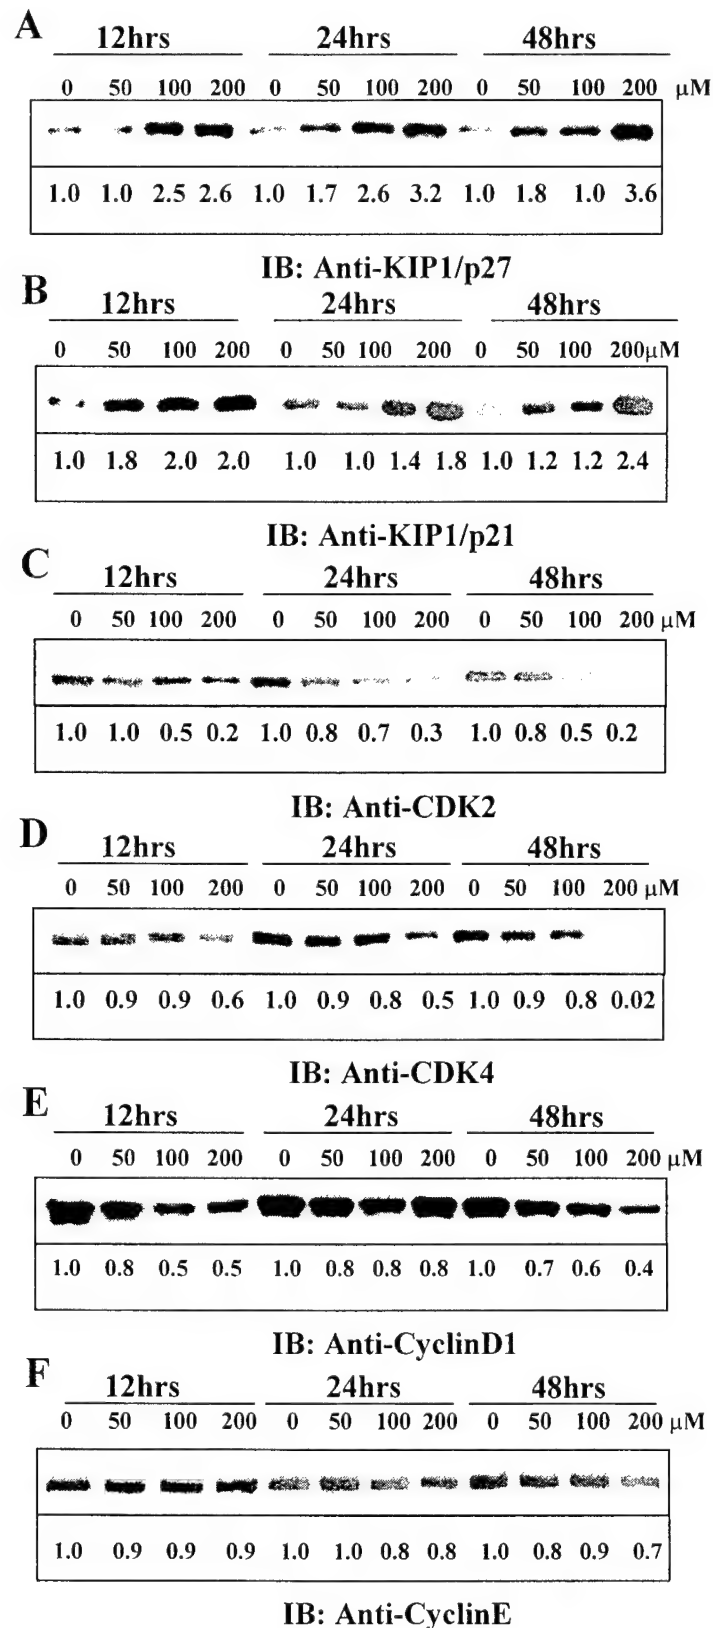 A
12hrs 24hrs 48hrs
0 50 100 200 0 50 100 200 0 50 100 200 μM
1.0 1.0 2.5 2.6 1.0 1.7 2.6 3.2 1.0 1.8 1.0 3.6
IB: Anti-KIP1/p27
B
12hrs 24hrs 48hrs
0 50 100 200 0 50 100 200 0 50 100 200μM
1.0 1.8 2.0 2.0 1.0 1.0 1.4 1.8 1.0 1.2 1.2 2.4
IB: Anti-KIP1/p21
C
12hrs 24hrs 48hrs
0 50 100 200 0 50 100 200 0 50 100 200 μM
1.0 1.0 0.5 0.2 1.0 0.8 0.7 0.3 1.0 0.8 0.5 0.2
IB: Anti-CDK2
D
12hrs 24hrs 48hrs
0 50 100 200 0 50 100 200 0 50 100 200 μM
1.0 0.9 0.9 0.6 1.0 0.9 0.8 0.5 1.0 0.9 0.8 0.02
IB: Anti-CDK4
E
12hrs 24hrs 48hrs
0 50 100 200 0 50 100 200 0 50 100 200 μM
1.0 0.8 0.5 0.5 1.0 0.8 0.8 0.8 1.0 0.7 0.6 0.4
IB: Anti-CyclinD1
F
12hrs 24hrs 48hrs
0 50 100 200 0 50 100 200 0 50 100 200 μM
1.0 0.9 0.9 0.9 1.0 1.0 0.8 0.8 1.0 0.8 0.9 0.7
IB: Anti-CyclinE